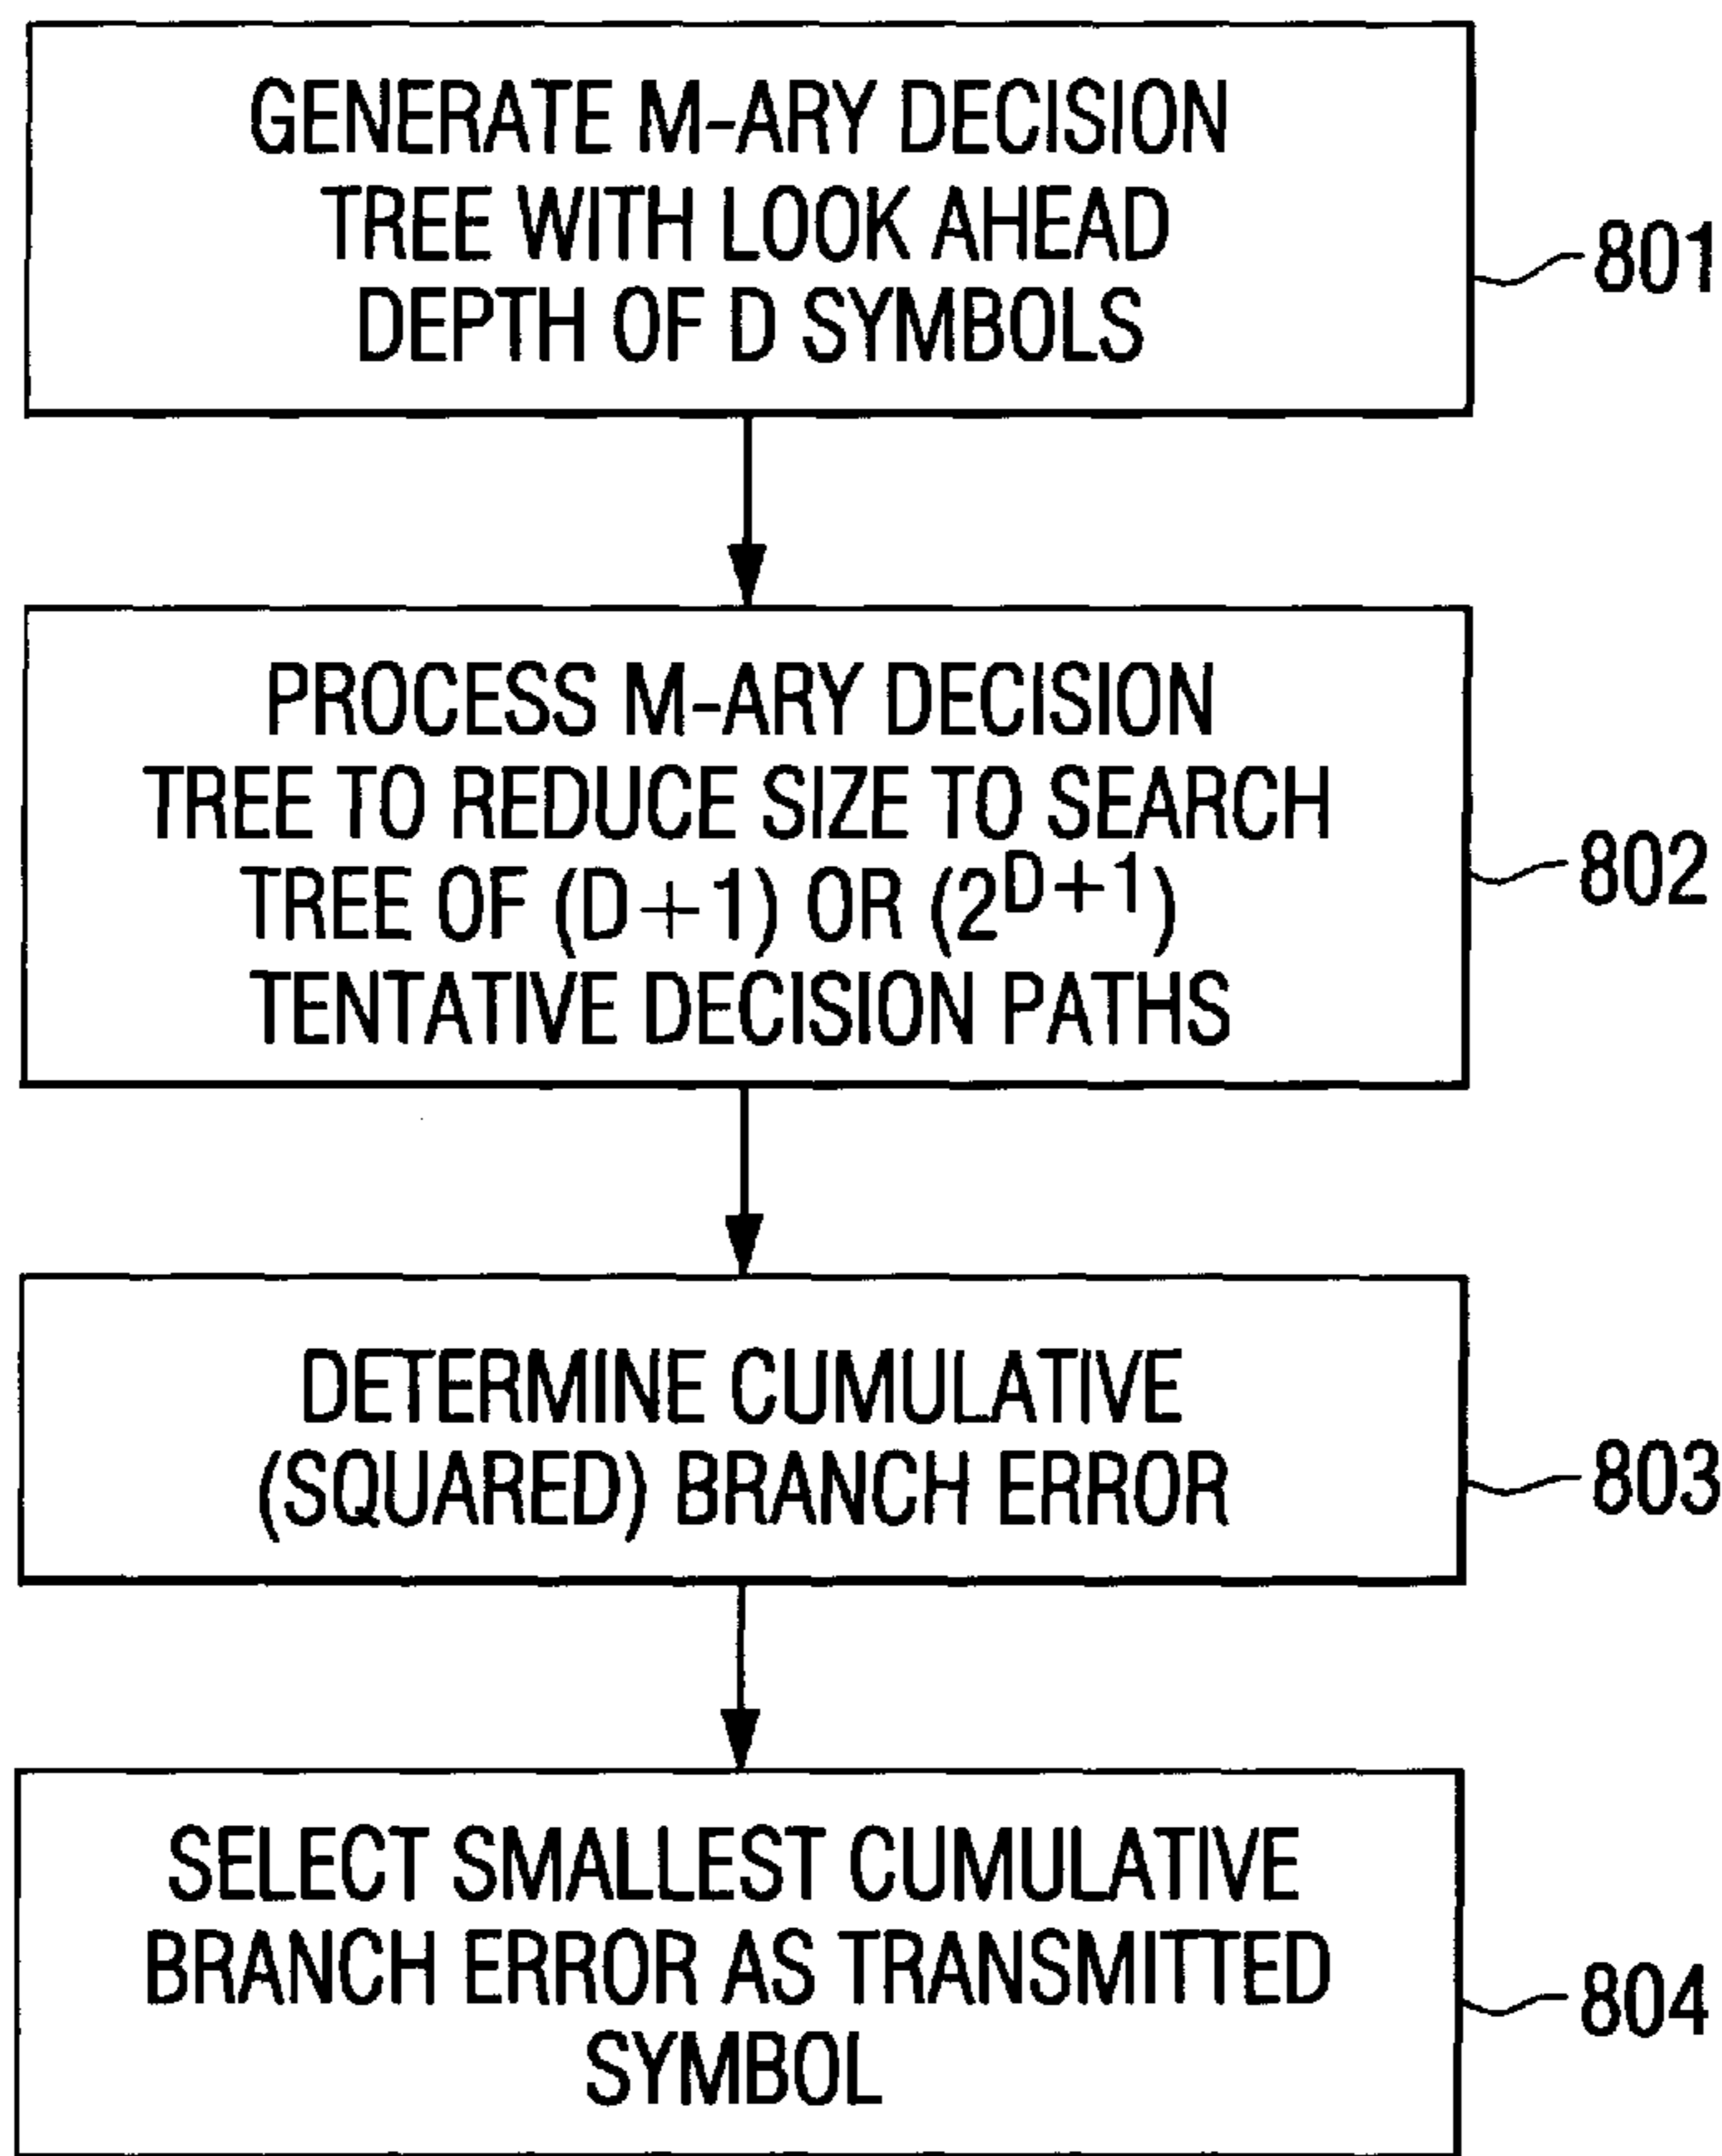 GENERATE M-ARY DECISION
TREE WITH LOOK AHEAD
DEPTH OF D SYMBOLS
801
PROCESS M-ARY DECISION
TREE TO REDUCE SIZE TO SEARCH
TREE OF (D+1) OR (2^{D+1})
TENTATIVE DECISION PATHS
802
DETERMINE CUMULATIVE
(SQUARED) BRANCH ERROR
803
SELECT SMALLEST CUMULATIVE
BRANCH ERROR AS TRANSMITTED
SYMBOL
804